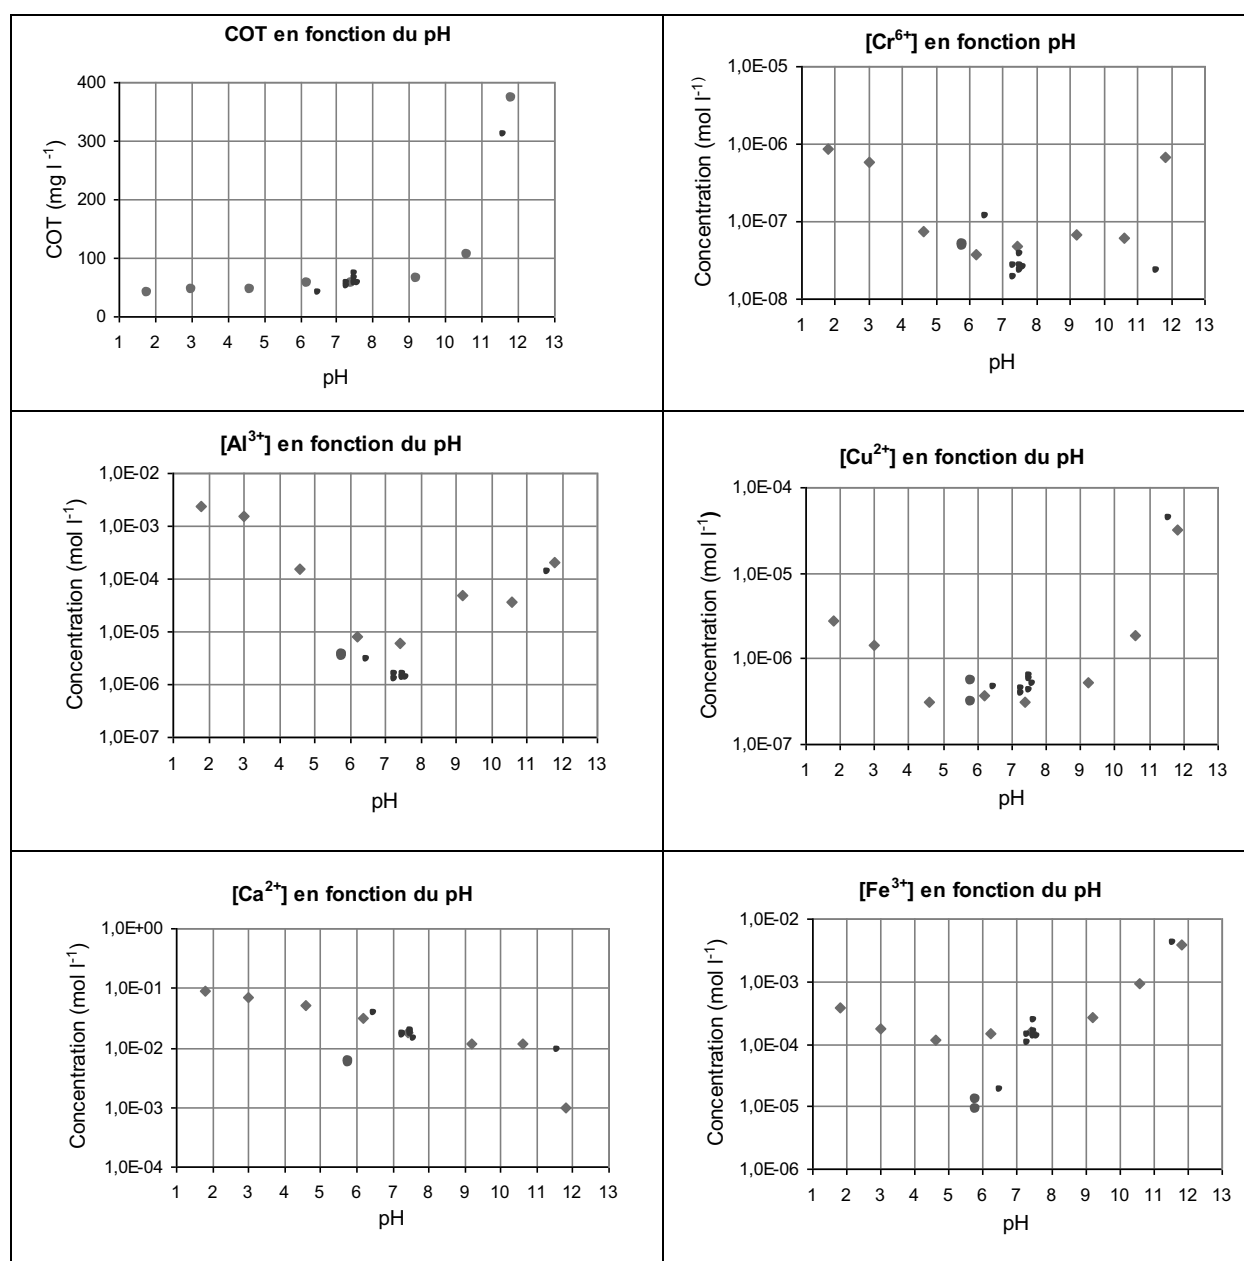 COT en fonction du pH
400
300
200
100
0
COT (mg l⁻¹)
1 2 3 4 5 6 7 8 9 10 11 12 13
pH
[Cr⁶⁺] en fonction pH
1,0E-05
1,0E-06
1,0E-07
1,0E-08
Concentration (mol l⁻¹)
1 2 3 4 5 6 7 8 9 10 11 12 13
pH
[Al³⁺] en fonction du pH
1,0E-02
1,0E-03
1,0E-04
1,0E-05
1,0E-06
1,0E-07
Concentration (mol l⁻¹)
1 2 3 4 5 6 7 8 9 10 11 12 13
pH
[Cu²⁺] en fonction du pH
1,0E-04
1,0E-05
1,0E-06
1,0E-07
Concentration (mol l⁻¹)
1 2 3 4 5 6 7 8 9 10 11 12 13
pH
[Ca²⁺] en fonction du pH
1,0E+00
1,0E-01
1,0E-02
1,0E-03
1,0E-04
Concentration (mol l⁻¹)
1 2 3 4 5 6 7 8 9 10 11 12 13
pH
[Fe³⁺] en fonction du pH
1,0E-02
1,0E-03
1,0E-04
1,0E-05
1,0E-06
Concentration (mol l⁻¹)
1 2 3 4 5 6 7 8 9 10 11 12 13
pH